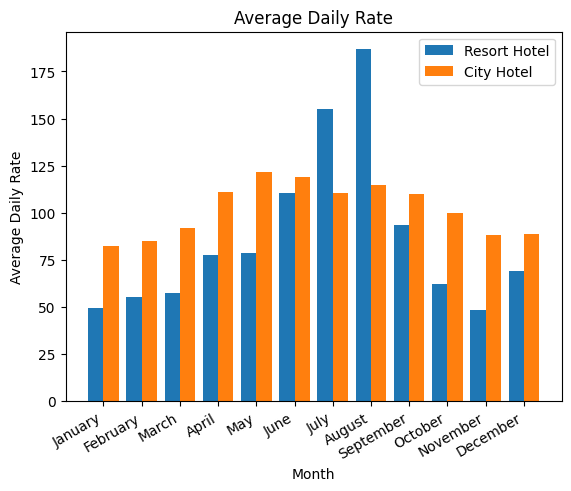 Average Daily Rate
Resort Hotel
City Hotel
Average Daily Rate
175
150
125
100
75
50
25
0
January
February
March
April
May
June
July
August
September
October
November
December
Month